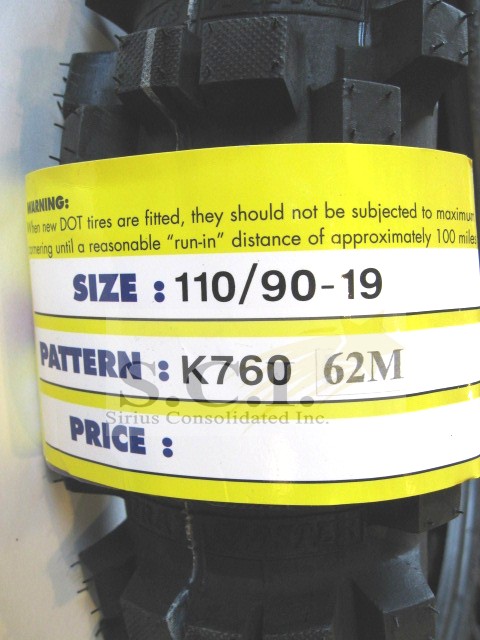 WARNING:
When new DOT tires are fitted, they should not be subjected to maximum
cornering until a reasonable "run-in" distance of approximately 100 miles
SIZE : 110/90-19
PATTERN : K760 62M
S.C.I.
Sirius Consolidated Inc.
PRICE :